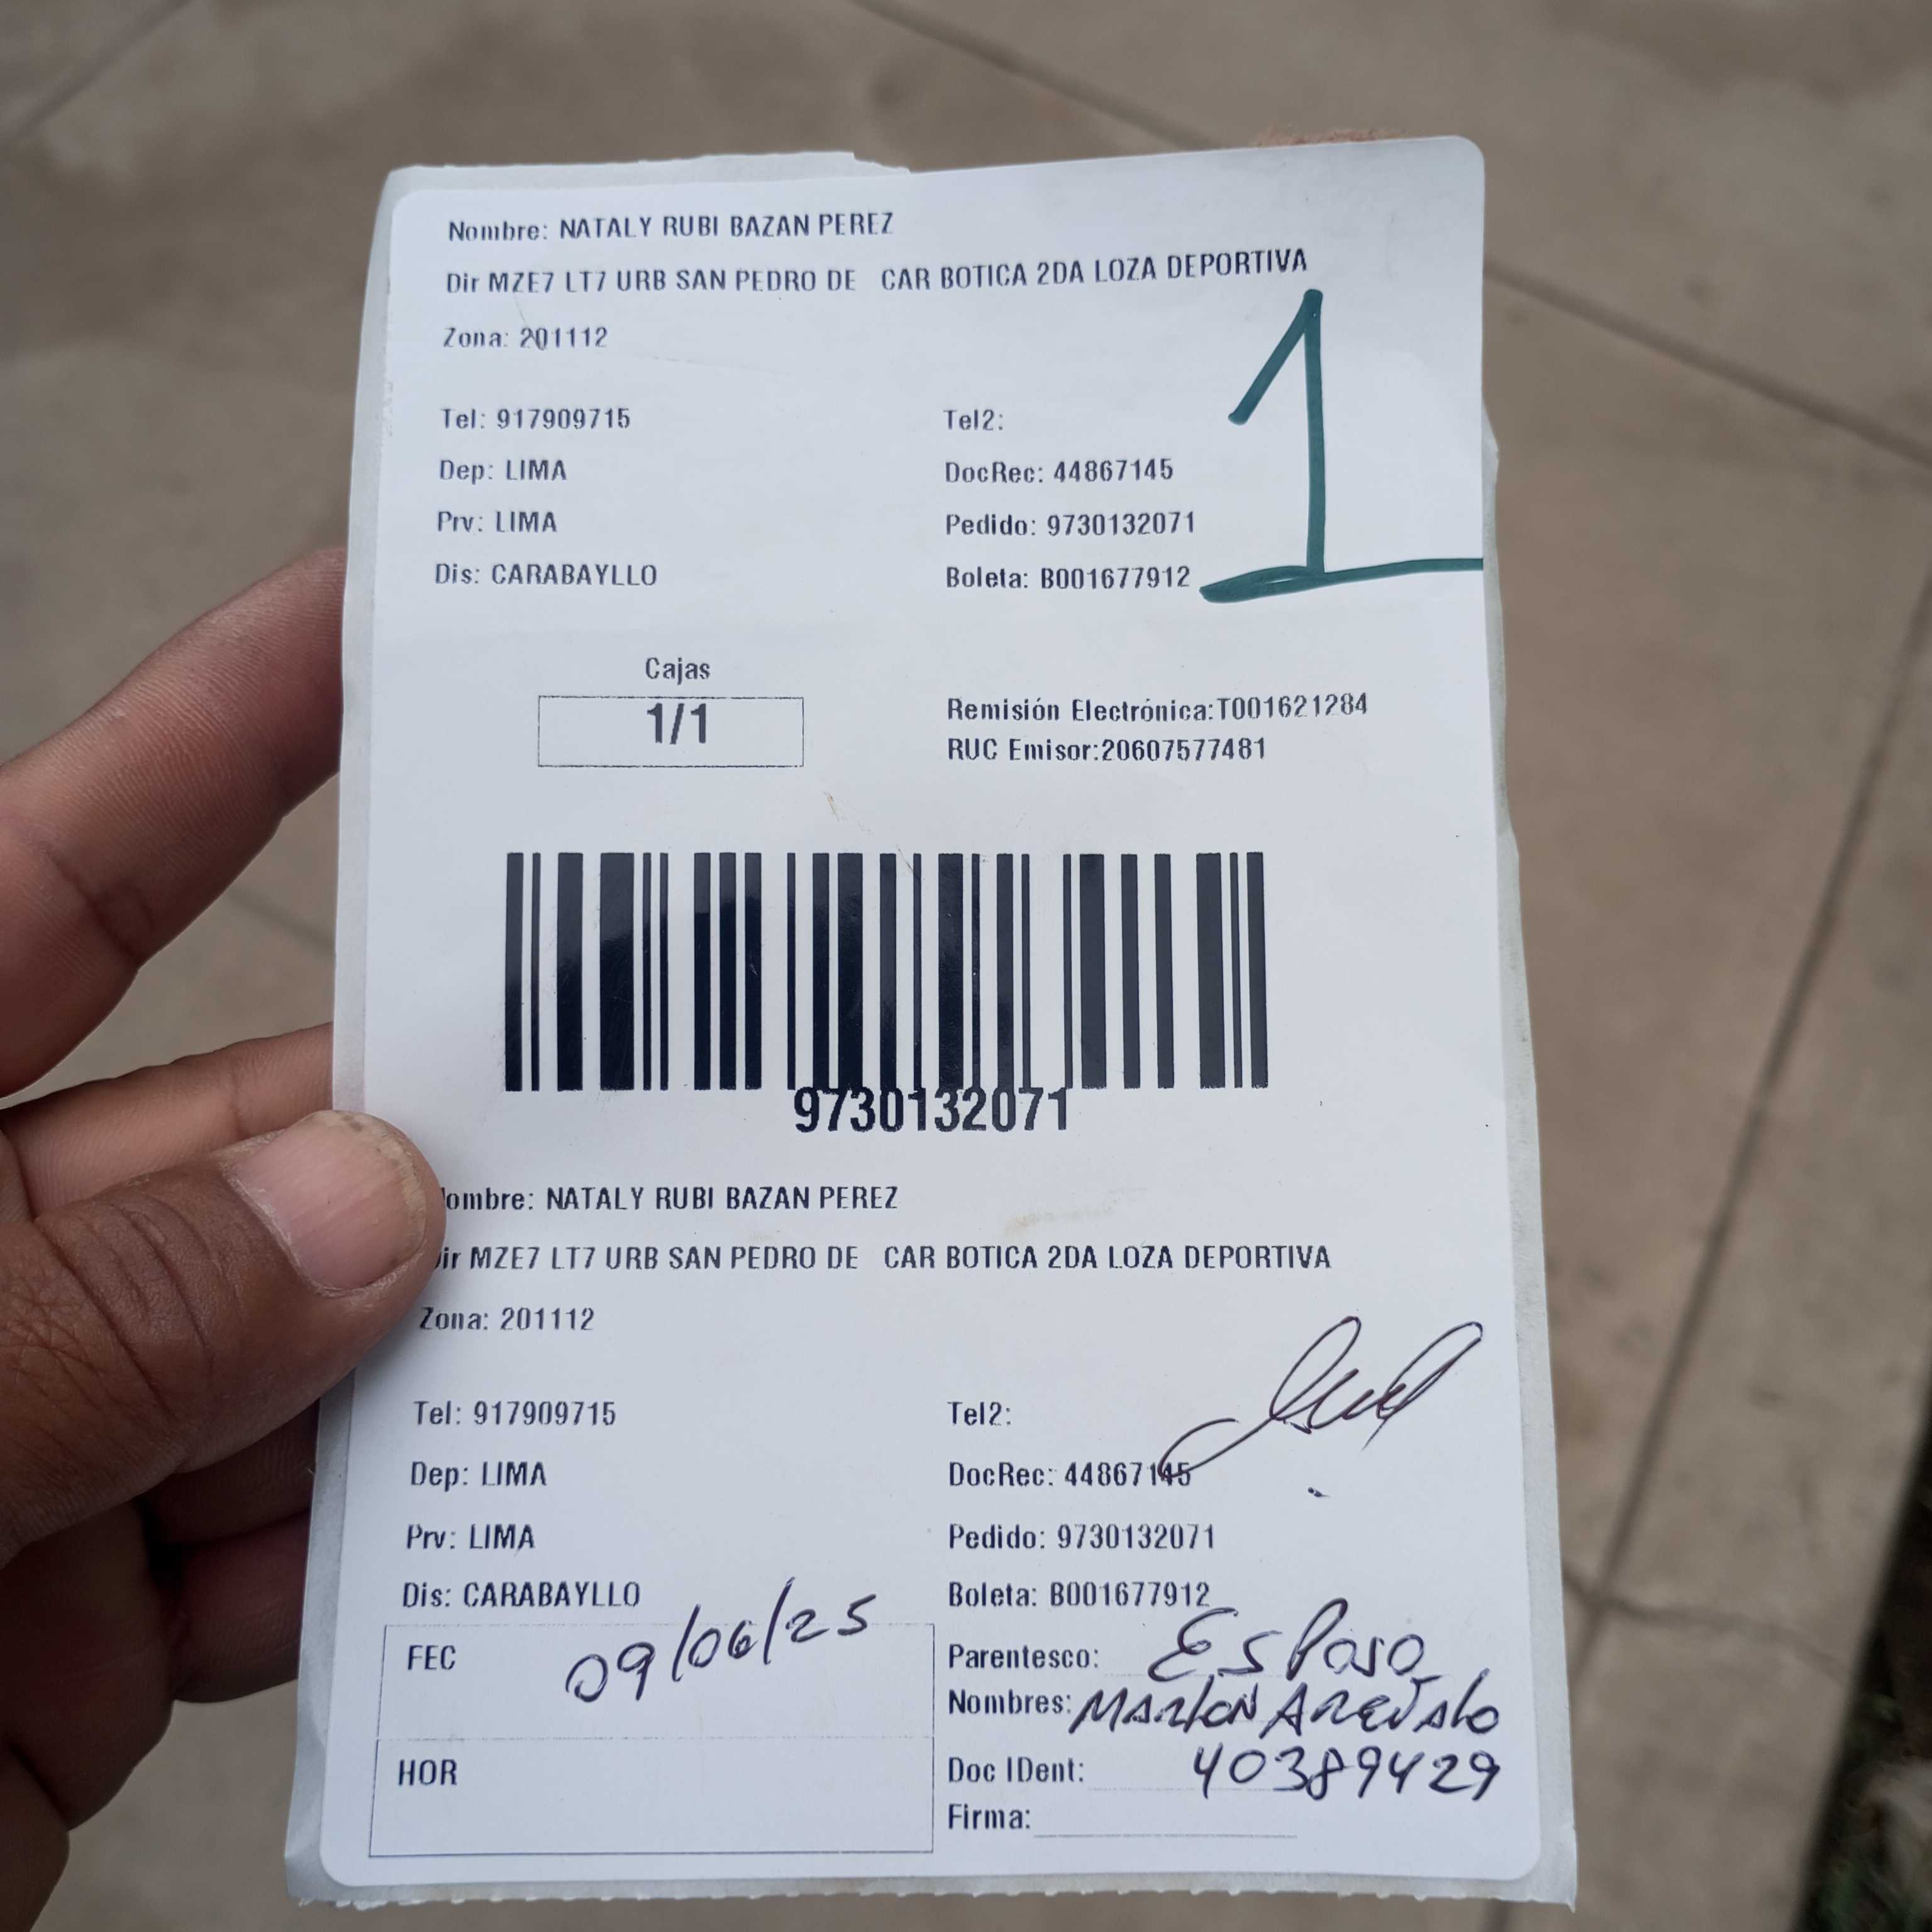 Nombre: NATALY RUBI BAZAN PEREZ
Dir MZE7 LT7 URB SAN PEDRO DE CAR BOTICA 2DA LOZA DEPORTIVA
Zona: 201112
1
Tel: 917909715 Tel2:
Dep: LIMA DocRec: 44867145
Prv: LIMA Pedido: 9730132071
Dis: CARABAYLLO Boleta: B001677912
Cajas
1/1
Remisión Electrónica:T001621284
RUC Emisor:20607577481
9730132071
ombre: NATALY RUBI BAZAN PEREZ
ir MZE7 LT7 URB SAN PEDRO DE CAR BOTICA 2DA LOZA DEPORTIVA
Zona: 201112
Tel: 917909715 Tel2:
Dep: LIMA DocRec: 44867145
Prv: LIMA Pedido: 9730132071
Dis: CARABAYLLO Boleta: B001677912
FEC 09/06/25 Parentesco: Esposo
Nombres: MARLON AREVALO
HOR Doc IDent: 40389429
Firma: